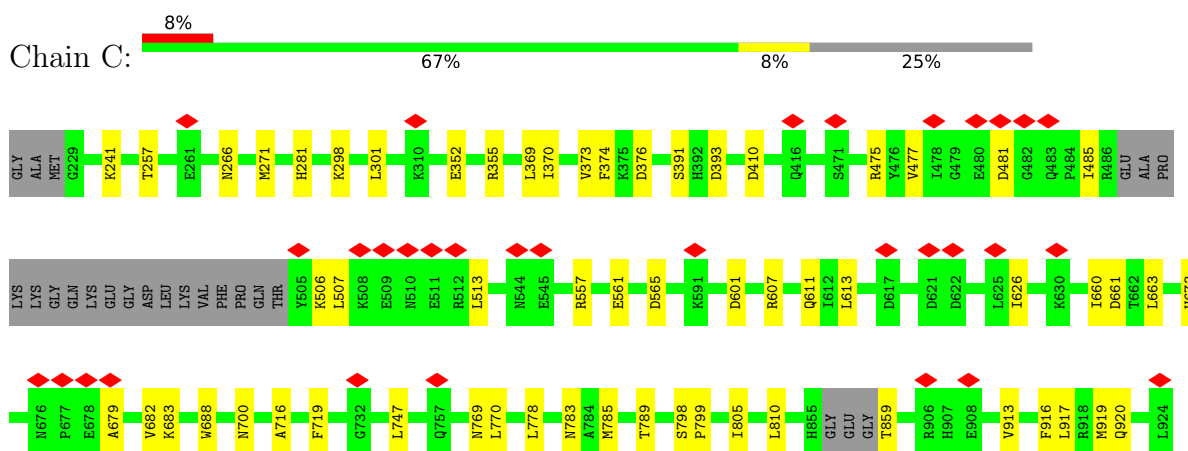 8%
Chain C:
67% 8% 25%
GLY ALA MET G229 K241 T257 E261 N266 M271 H281 K298 L301 K310 E352 R355 L369 I370 V373 F374 K375 D376 S391 H392 D393 D410 Q416 S471 R475 Y476 V477 I478 G479 E480 D481 G482 Q483 P484 I485 R486 GLU ALA PRO
LYS LYS GLY GLN LYS GLU GLY ASP LEU LYS VAL PHE PRO GLN THR Y505 K506 L507 K508 E509 N510 E511 R512 L513 N544 E545 R557 E561 D565 K591 D601 R607 Q611 I612 L613 D617 D621 D622 L625 I626 K630 I660 D661 T662 L663
N676 P677 E678 A679 V682 K683 W688 N700 A716 F719 G732 L747 Q757 N769 L770 L778 N783 A784 M785 T789 S798 P799 I805 L810 H855 GLY GLU GLY T859 R906 H907 E908 V913 F916 L917 R918 M919 Q920 L924